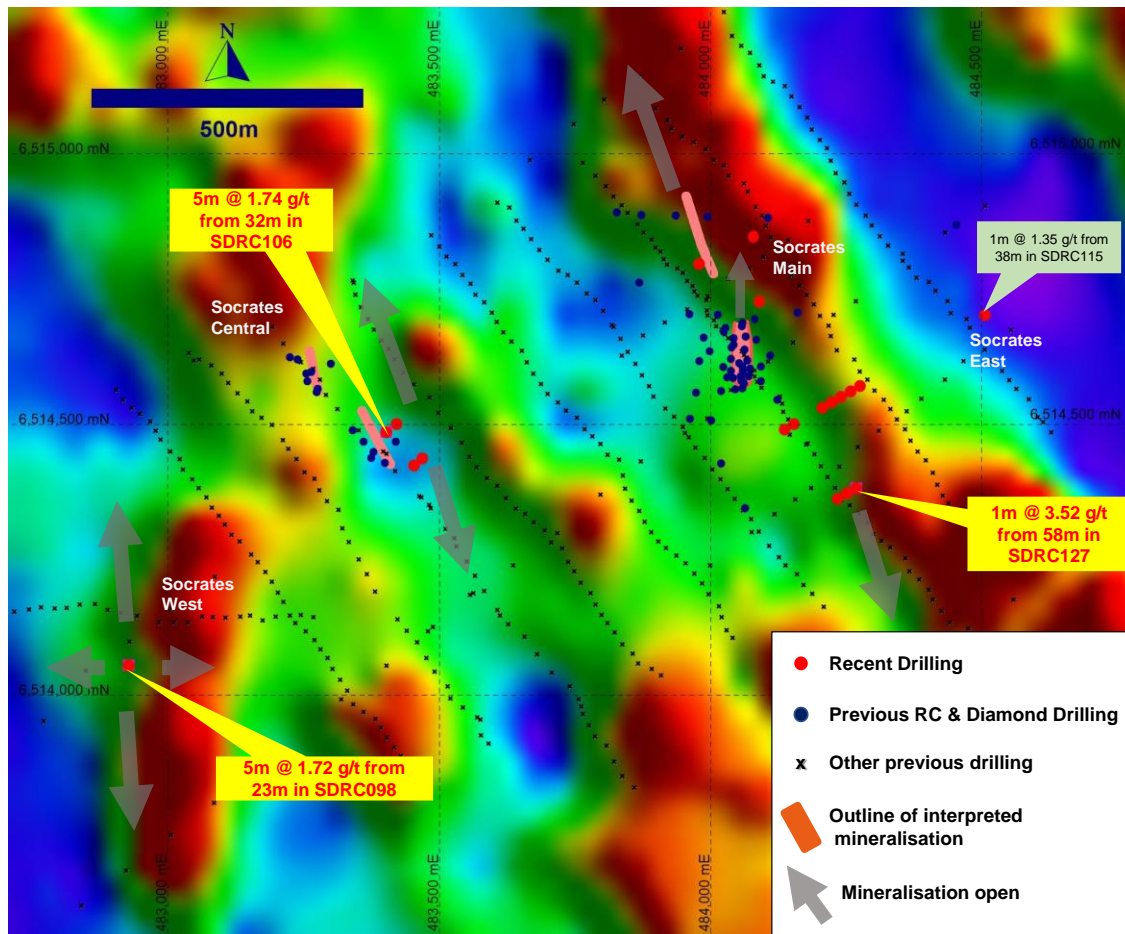 N
500m
83,000 mE
483,500 mE
484,000 mE
484,500 mE
6,515,000 mN
6,515,000 mN
5m @ 1.74 g/t
from 32m in
SDRC106
Socrates
Main
1m @ 1.35 g/t from
38m in SDRC115
Socrates
Central
Socrates
East
6,514,500 mN
6,514,500 mN
1m @ 3.52 g/t
from 58m in
SDRC127
Socrates
West
6,514,000 mN
5m @ 1.72 g/t from
23m in SDRC098
483,000 mE
483,500 mE
484,000 mE
Recent Drilling
Previous RC & Diamond Drilling
x Other previous drilling
Outline of interpreted
mineralisation
Mineralisation open